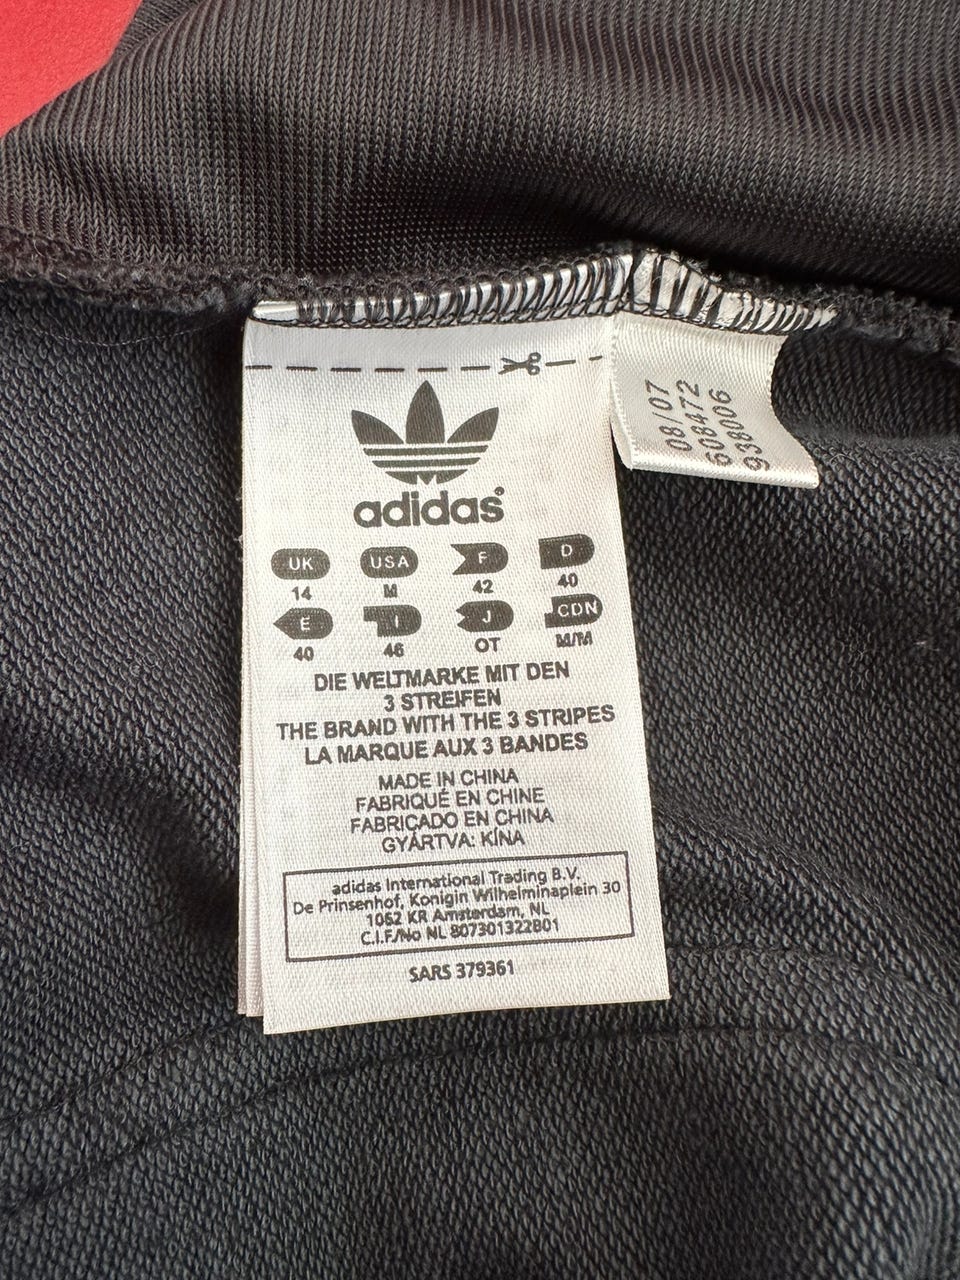 adidas
UK USA F D
14 M 42 40
E I J CDN
40 46 OT M/M
DIE WELTMARKE MIT DEN
3 STREIFEN
THE BRAND WITH THE 3 STRIPES
LA MARQUE AUX 3 BANDES
MADE IN CHINA
FABRIQUÉ EN CHINE
FABRICADO EN CHINA
GYÁRTVA: KÍNA
adidas International Trading B.V.
De Prinsenhof, Konigin Wilhelminaplein 30
1062 KR Amsterdam, NL
C.I.F./No NL 807301322B01
SARS 379361
08/07
608472
938006